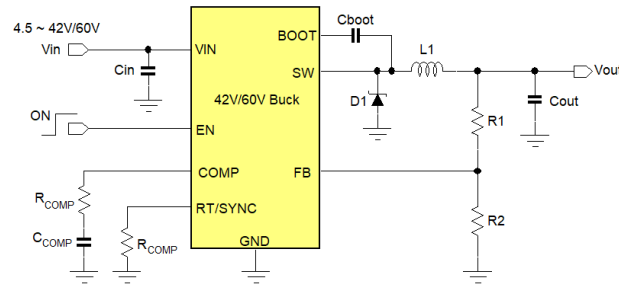 4.5 ~ 42V/60V
Vin
Cin
ON
VIN
EN
COMP
RT/SYNC
GND
42V/60V Buck
BOOT
SW
FB
Cboot
L1
D1
R1
R2
Cout
Vout
RCOMP
CCOMP
RCOMP